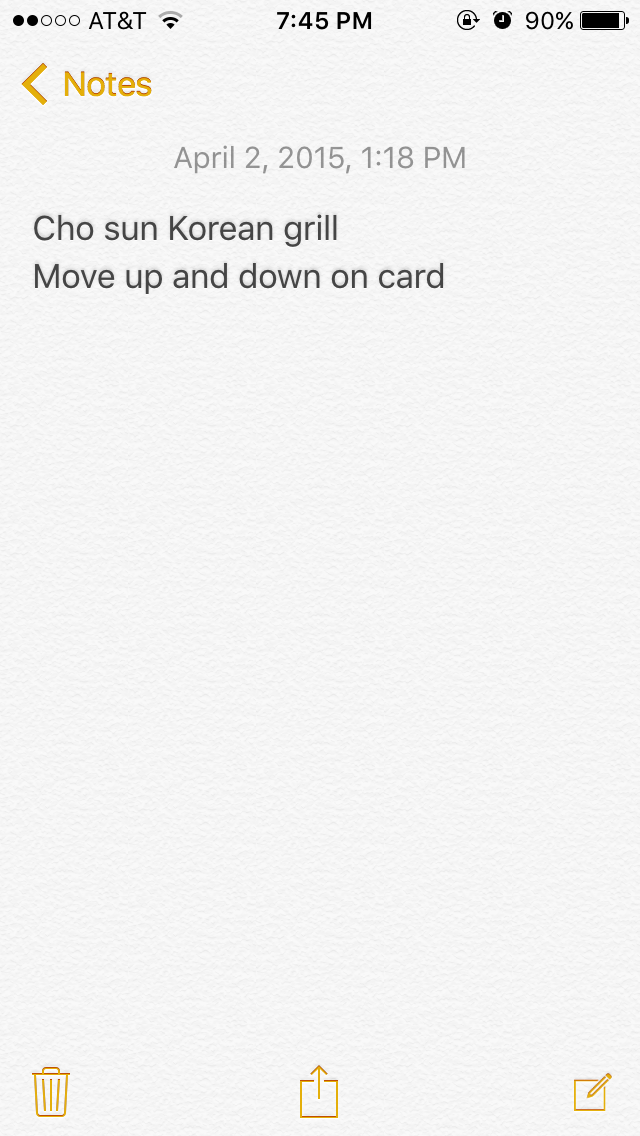 AT&T 7:45 PM 90%
Notes
April 2, 2015, 1:18 PM
Cho sun Korean grill
Move up and down on card